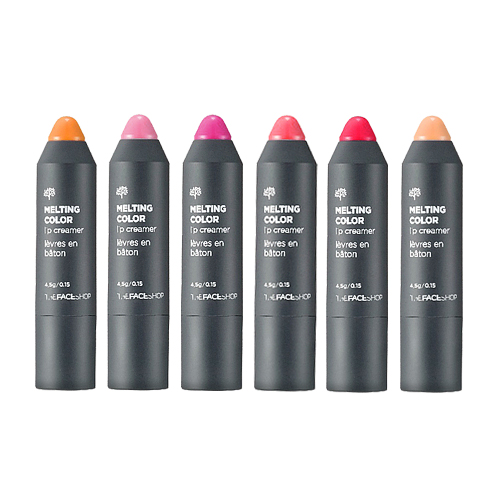 MELTING
COLOR
lip creamer
lèvres en
bâton
4,5g/0.15
THEFACESHOP
MELTING
COLOR
lip creamer
lèvres en
bâton
4,5g/0.15
THEFACESHOP
MELTING
COLOR
lip creamer
lèvres en
bâton
4,5g/0.15
THEFACESHOP
MELTING
COLOR
lip creamer
lèvres en
bâton
4,5g/0.15
THEFACESHOP
MELTING
COLOR
lip creamer
lèvres en
bâton
4,5g/0.15
THEFACESHOP
MELTING
COLOR
lip creamer
lèvres en
bâton
4,5g/0.15
THEFACESHOP